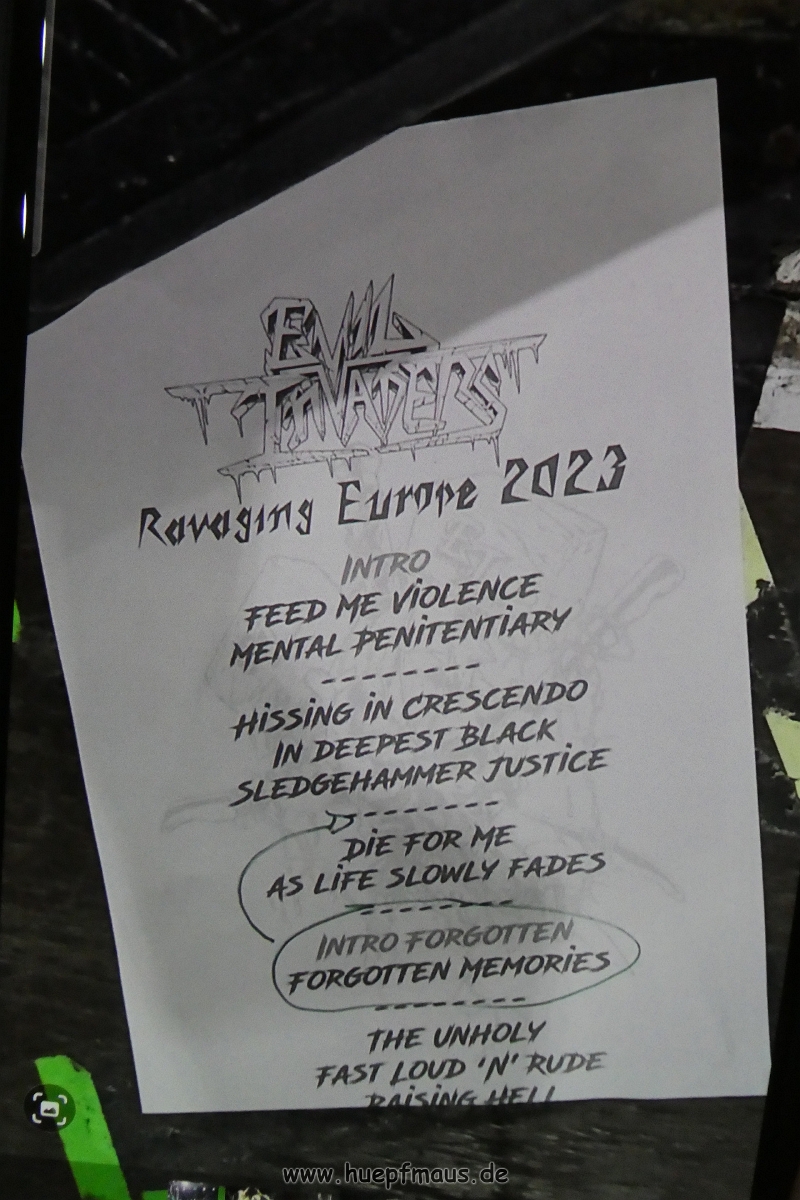 EVIL
INVADERS
Ravaging Europe 2023
INTRO
FEED ME VIOLENCE
MENTAL PENITENTIARY
---------
HISSING IN CRESCENDO
IN DEEPEST BLACK
SLEDGEHAMMER JUSTICE
---------
DIE FOR ME
AS LIFE SLOWLY FADES
---------
INTRO FORGOTTEN
FORGOTTEN MEMORIES
---------
THE UNHOLY
FAST LOUD 'N' RUDE
RAISING HELL
www.huepfmaus.de